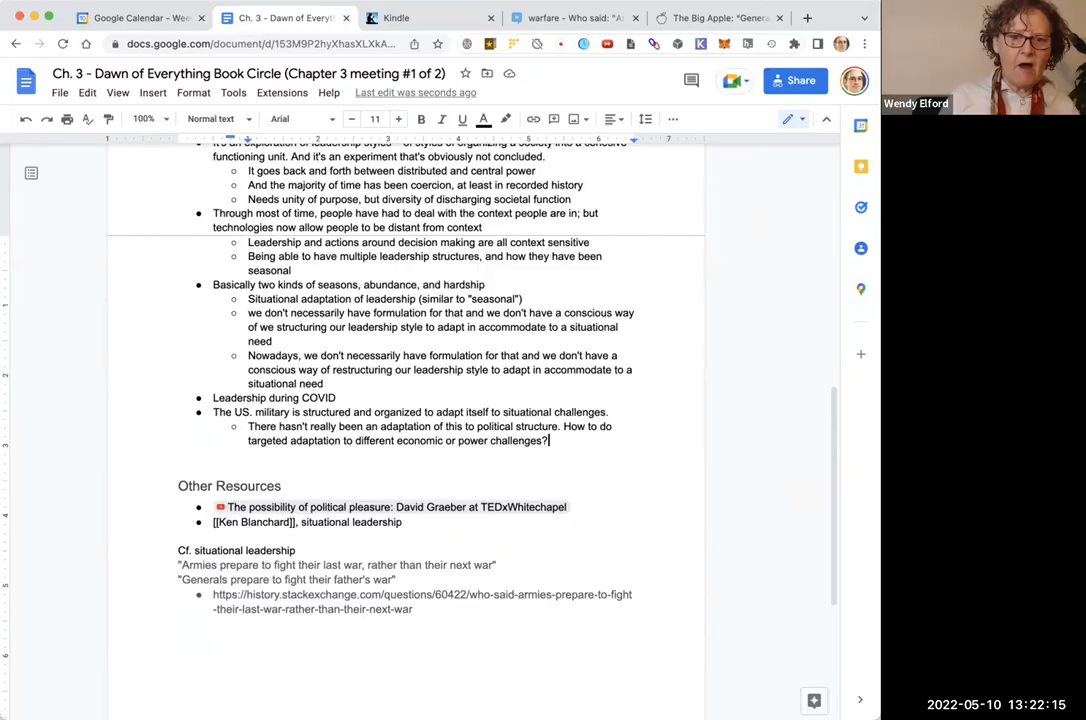 Google Calendar - Wee
Ch. 3 - Dawn of Everyt
Kindle
warfare - Who said: "A
The Big Apple: "Gener
docs.google.com/document/d/153M9P2hyXhasXLXkA...
Ch. 3 - Dawn of Everything Book Circle (Chapter 3 meeting #1 of 2)
Share
File Edit View Insert Format Tools Extensions Help Last edit was seconds ago
Wendy Elford
100% Normal text Arial 11
1 1 2 3 4 5 6 7
functioning unit. And it's an experiment that's obviously not concluded.
It goes back and forth between distributed and central power
And the majority of time has been coercion, at least in recorded history
Needs unity of purpose, but diversity of discharging societal function
Through most of time, people have had to deal with the context people are in; but
technologies now allow people to be distant from context
Leadership and actions around decision making are all context sensitive
Being able to have multiple leadership structures, and how they have been
seasonal
Basically two kinds of seasons, abundance, and hardship
Situational adaptation of leadership (similar to "seasonal")
we don't necessarily have formulation for that and we don't have a conscious way
of we structuring our leadership style to adapt in accommodate to a situational
need
Nowadays, we don't necessarily have formulation for that and we don't have a
conscious way of restructuring our leadership style to adapt in accommodate to a
situational need
Leadership during COVID
The US. military is structured and organized to adapt itself to situational challenges.
There hasn't really been an adaptation of this to political structure. How to do
targeted adaptation to different economic or power challenges?
Other Resources
The possibility of political pleasure: David Graeber at TEDxWhitechapel
[[Ken Blanchard]], situational leadership
Cf. situational leadership
"Armies prepare to fight their last war, rather than their next war"
"Generals prepare to fight their father's war"
https://history.stackexchange.com/questions/60422/who-said-armies-prepare-to-fight
-their-last-war-rather-than-their-next-war
2022-05-10 13:22:15